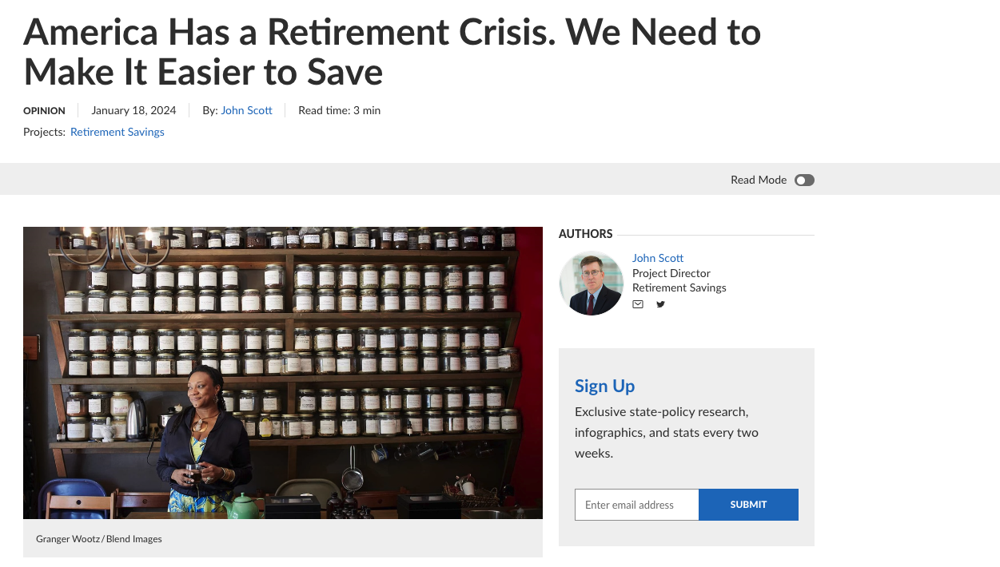 America Has a Retirement Crisis. We Need to
Make It Easier to Save
OPINION January 18, 2024 By: John Scott Read time: 3 min
Projects: Retirement Savings
Read Mode
AUTHORS
John Scott
Project Director
Retirement Savings
Sign Up
Exclusive state-policy research,
infographics, and stats every two
weeks.
Enter email address SUBMIT
Granger Wootz/Blend Images